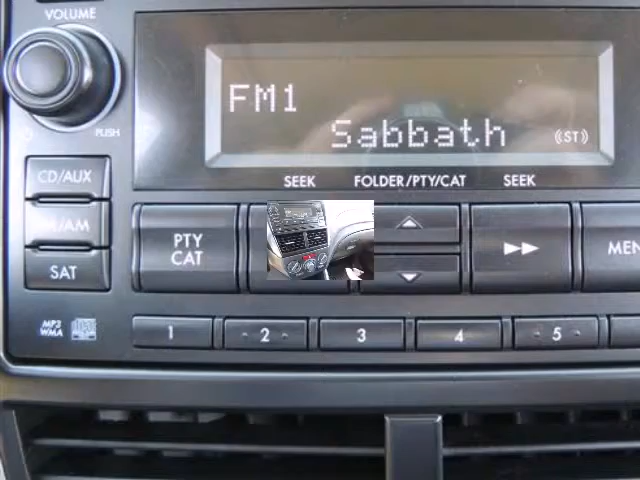 VOLUME
PUSH
FM1
Sabbath
(ST)
SEEK
FOLDER/PTY/CAT
SEEK
CD/AUX
/AM
SAT
PTY
CAT
MEN
MP3
WMA
1
2
3
4
5